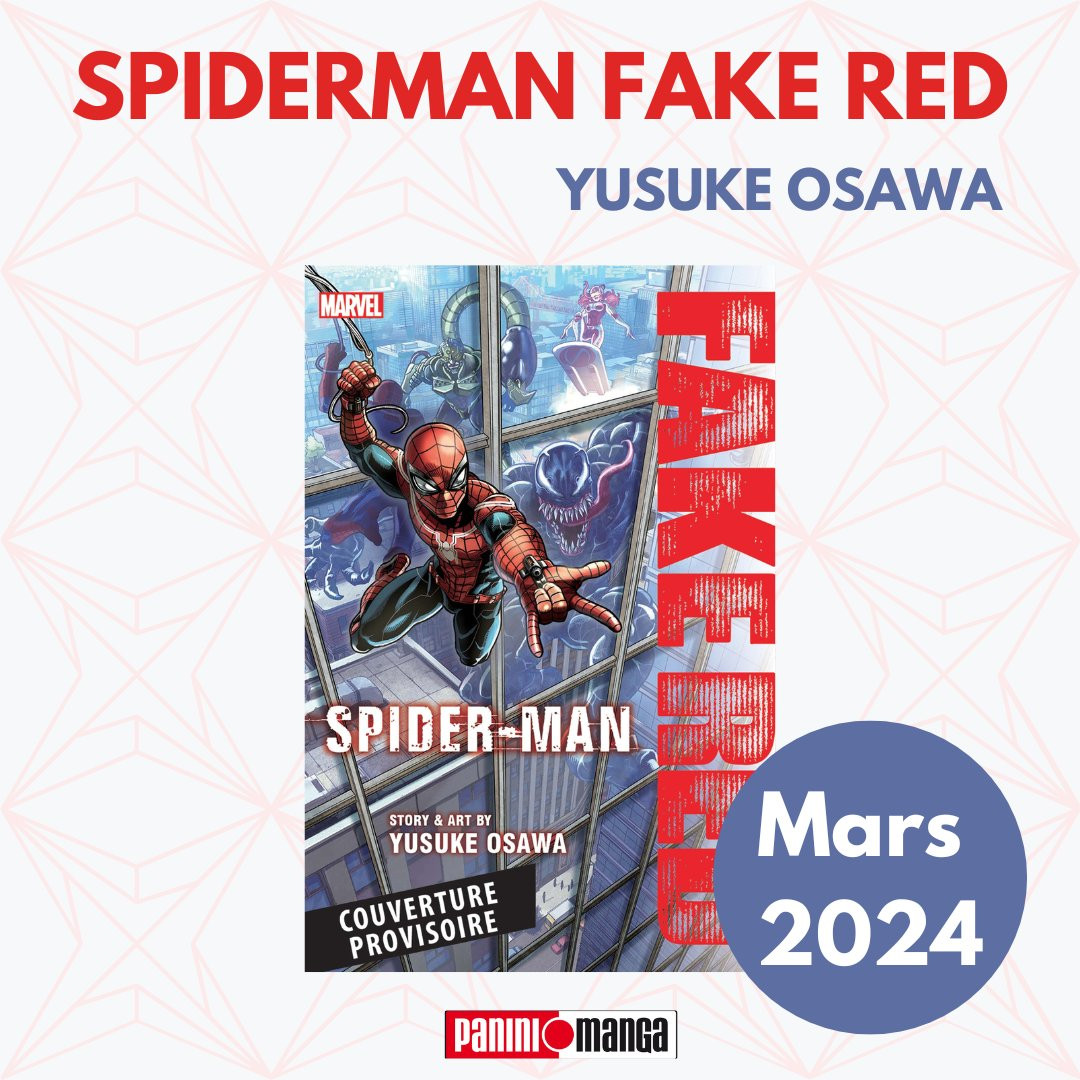 SPIDERMAN FAKE RED
YUSUKE OSAWA
MARVEL
FAKE RED
SPIDER-MAN
STORY & ART BY
YUSUKE OSAWA
COUVERTURE
PROVISOIRE
Mars
2024
PANINI manga